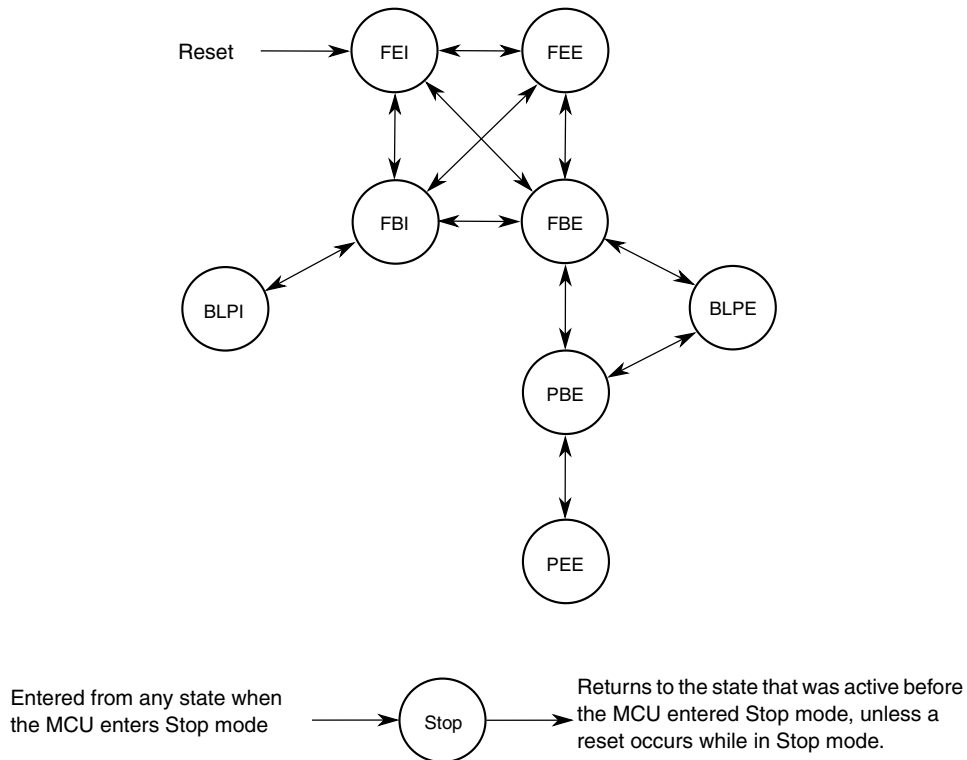 Reset
FEI
FEE
FBI
FBE
BLPI
BLPE
PBE
PEE
Entered from any state when
the MCU enters Stop mode
Stop
Returns to the state that was active before
the MCU entered Stop mode, unless a
reset occurs while in Stop mode.